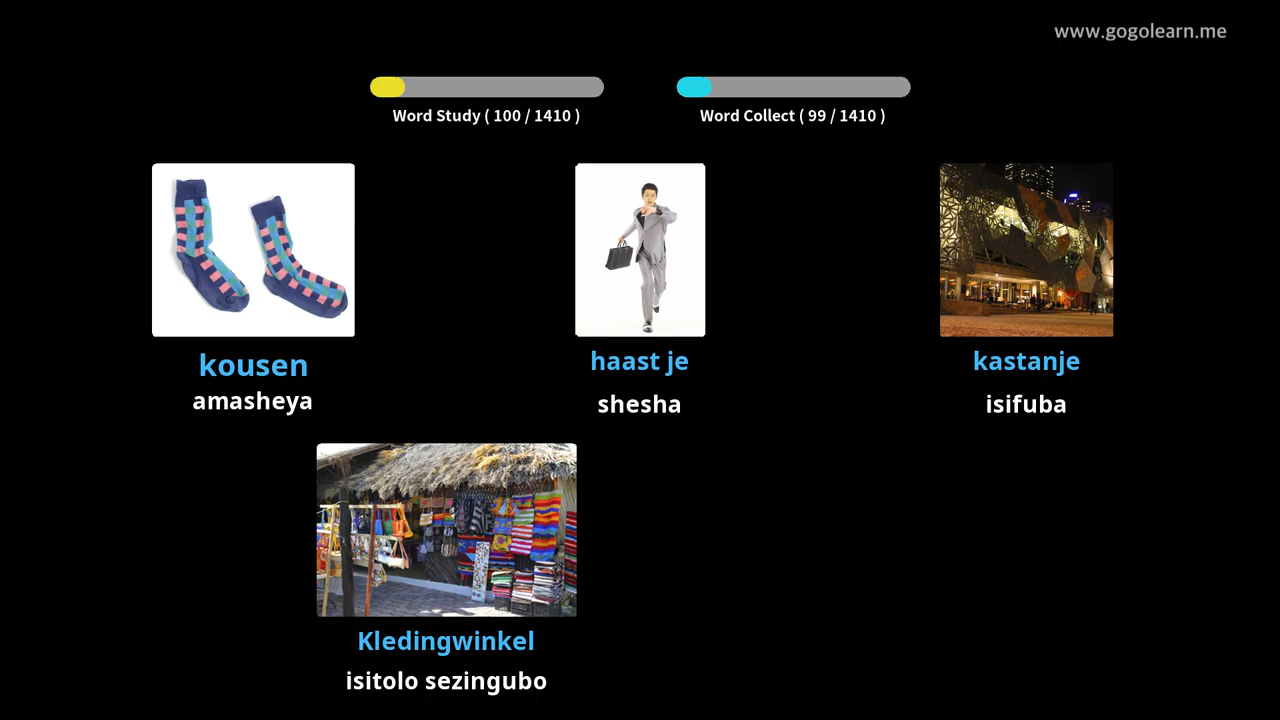 www.gogolearn.me
Word Study ( 100 / 1410 )
Word Collect ( 99 / 1410 )
kousen
amasheya
haast je
shesha
kastanje
isifuba
Kledingwinkel
isitolo sezingubo